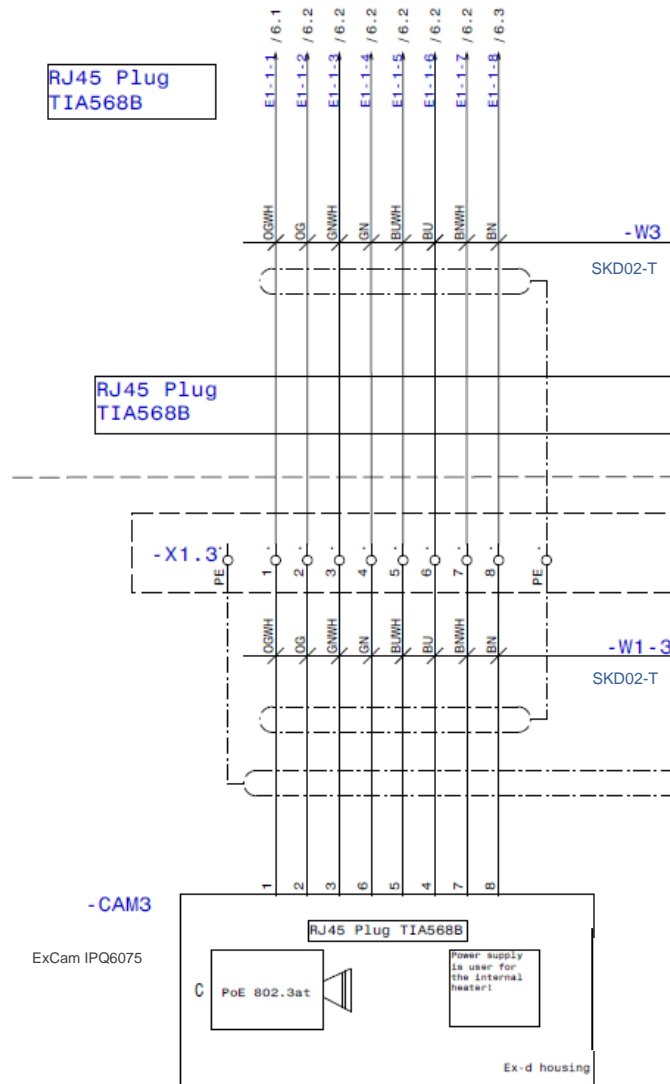 /6.1
/6.2
/6.2
/6.2
/6.2
/6.2
/6.2
/6.3
E1-1-1
E1-1-2
E1-1-3
E1-1-4
E1-1-5
E1-1-6
E1-1-7
E1-1-8
RJ45 Plug
TIA568B
OGWH
OG
GNWH
GN
BUWH
BU
BNWH
BN
-W3
SKD02-T
RJ45 Plug
TIA568B
-X1.3
PE
1
2
3
4
5
6
7
8
PE
OGWH
OG
GNWH
GN
BUWH
BU
BNWH
BN
-W1-3
SKD02-T
1
2
3
6
5
4
7
8
-CAM3
RJ45 Plug TIA568B
ExCam IPQ6075
C
PoE 802.3at
Power supply
is user for
the internal
heater!
Ex-d housing